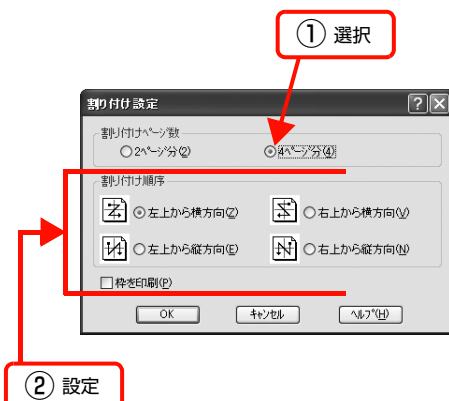 ① 選択
割り付け設定
割り付けページ数
2ページ分(2) 4ページ分(4)
割り付け順序
左上から横方向(Z) 右上から横方向(V)
左上から縦方向(E) 右上から縦方向(N)
枠を印刷(P)
OK キャンセル ヘルプ(H)
② 設定